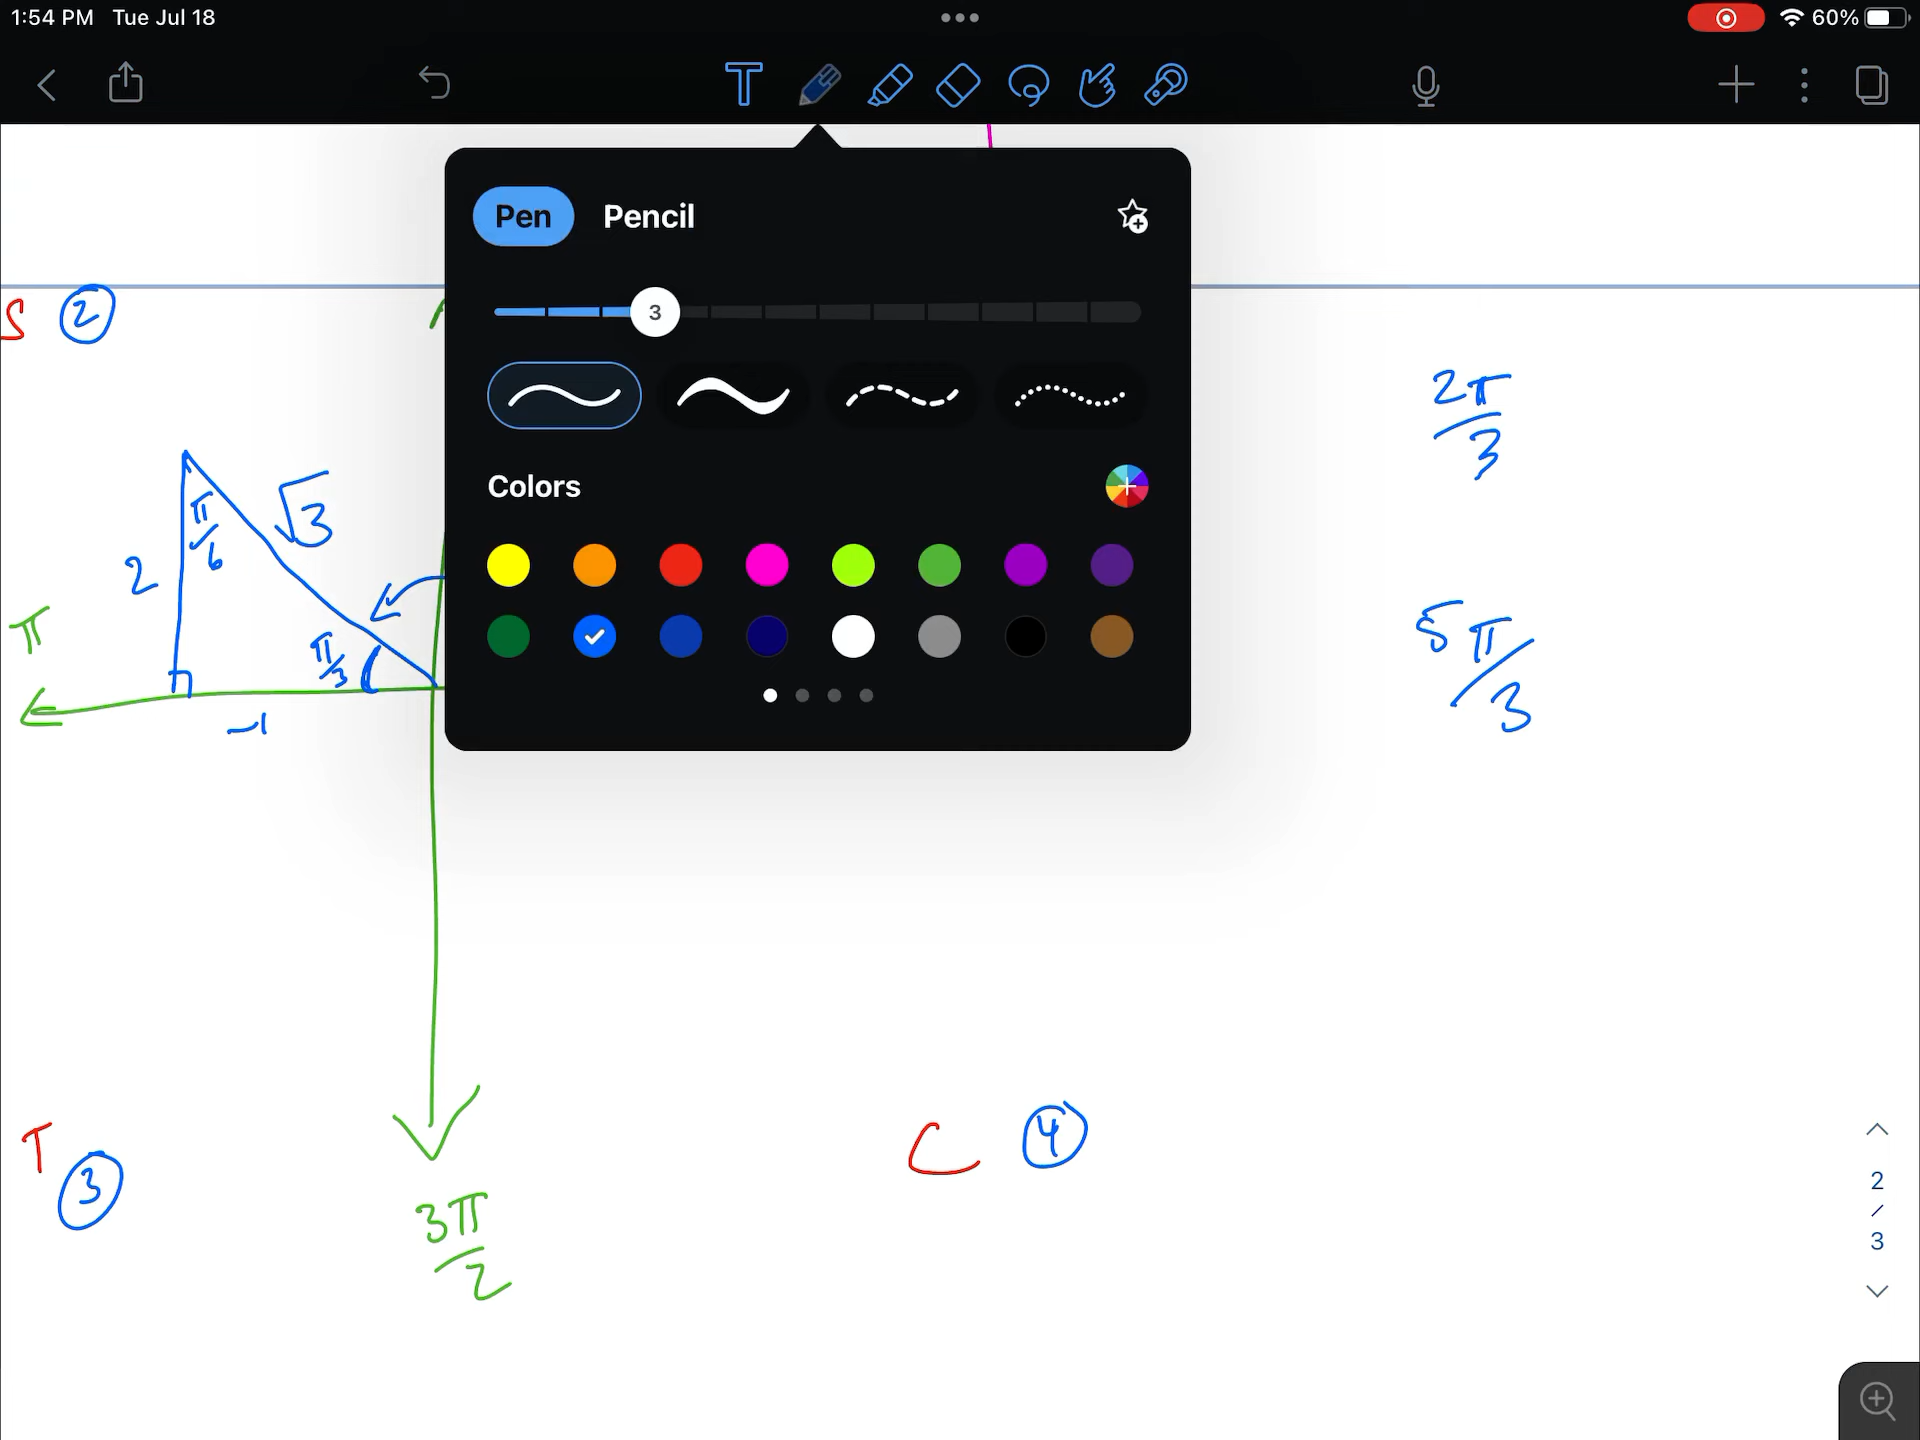 1:54 PM Tue Jul 18
60%
T
Pen Pencil
3
Colors
S 2
2π/3
π/6
√3
2
π
π/3
-1
5π/3
T 3
C 4
3π/2
2
/
3